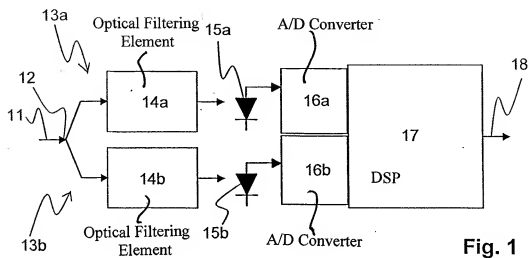 13a
Optical Filtering
Element
15a
A/D Converter
12
11
14a
16a
17
18
14b
16b
DSP
13b
Optical Filtering
Element
15b
A/D Converter
Fig. 1